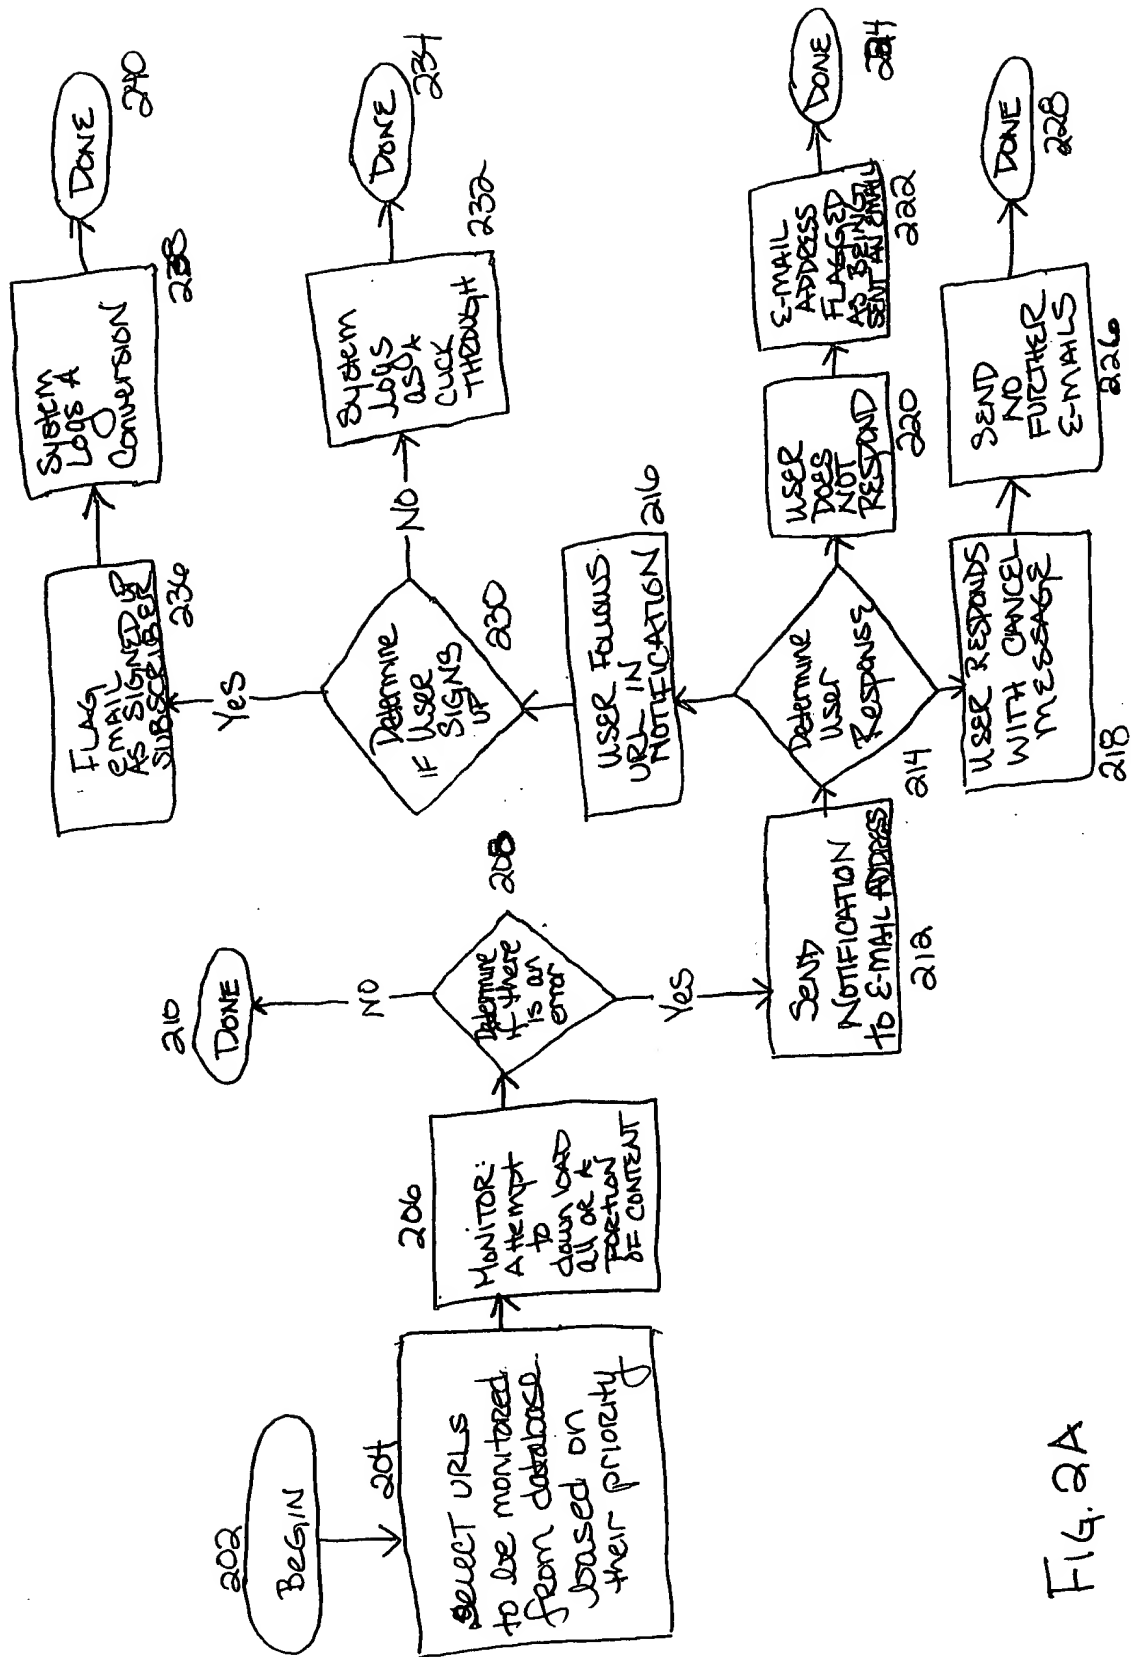 202
BEGIN
204
SELECT URLs
to be monitored
from database
based on
their priority
206
MONITOR:
Attempt
to
download
all or A
PORTION
OF CONTENT
208
Determine
if there
is an
error
NO
210
DONE
YES
SEND
NOTIFICATION
to E-MAIL ADDRESS
212
Determine
User
Response
214
USER FOLLOWS
URL IN
NOTIFICATION
216
Determine
IF USER
SIGNS
UP
230
Yes
FLAG
EMAIL
AS SIGNED UP
SUBSCRIBER
236
System
LOGS A
Conversion
238
DONE
240
NO
System
logs
as A
CLICK
THROUGH
232
DONE
234
USER
DOES
NOT
RESPOND
220
E-MAIL
ADDRESS
FLAGGED
AS BEING
SENT AN EMAIL
222
DONE
USER RESPONDS
WITH CANCEL
MESSAGE
218
SEND
NO
FURTHER
E-MAILS
226
DONE
228
FIG. 2A